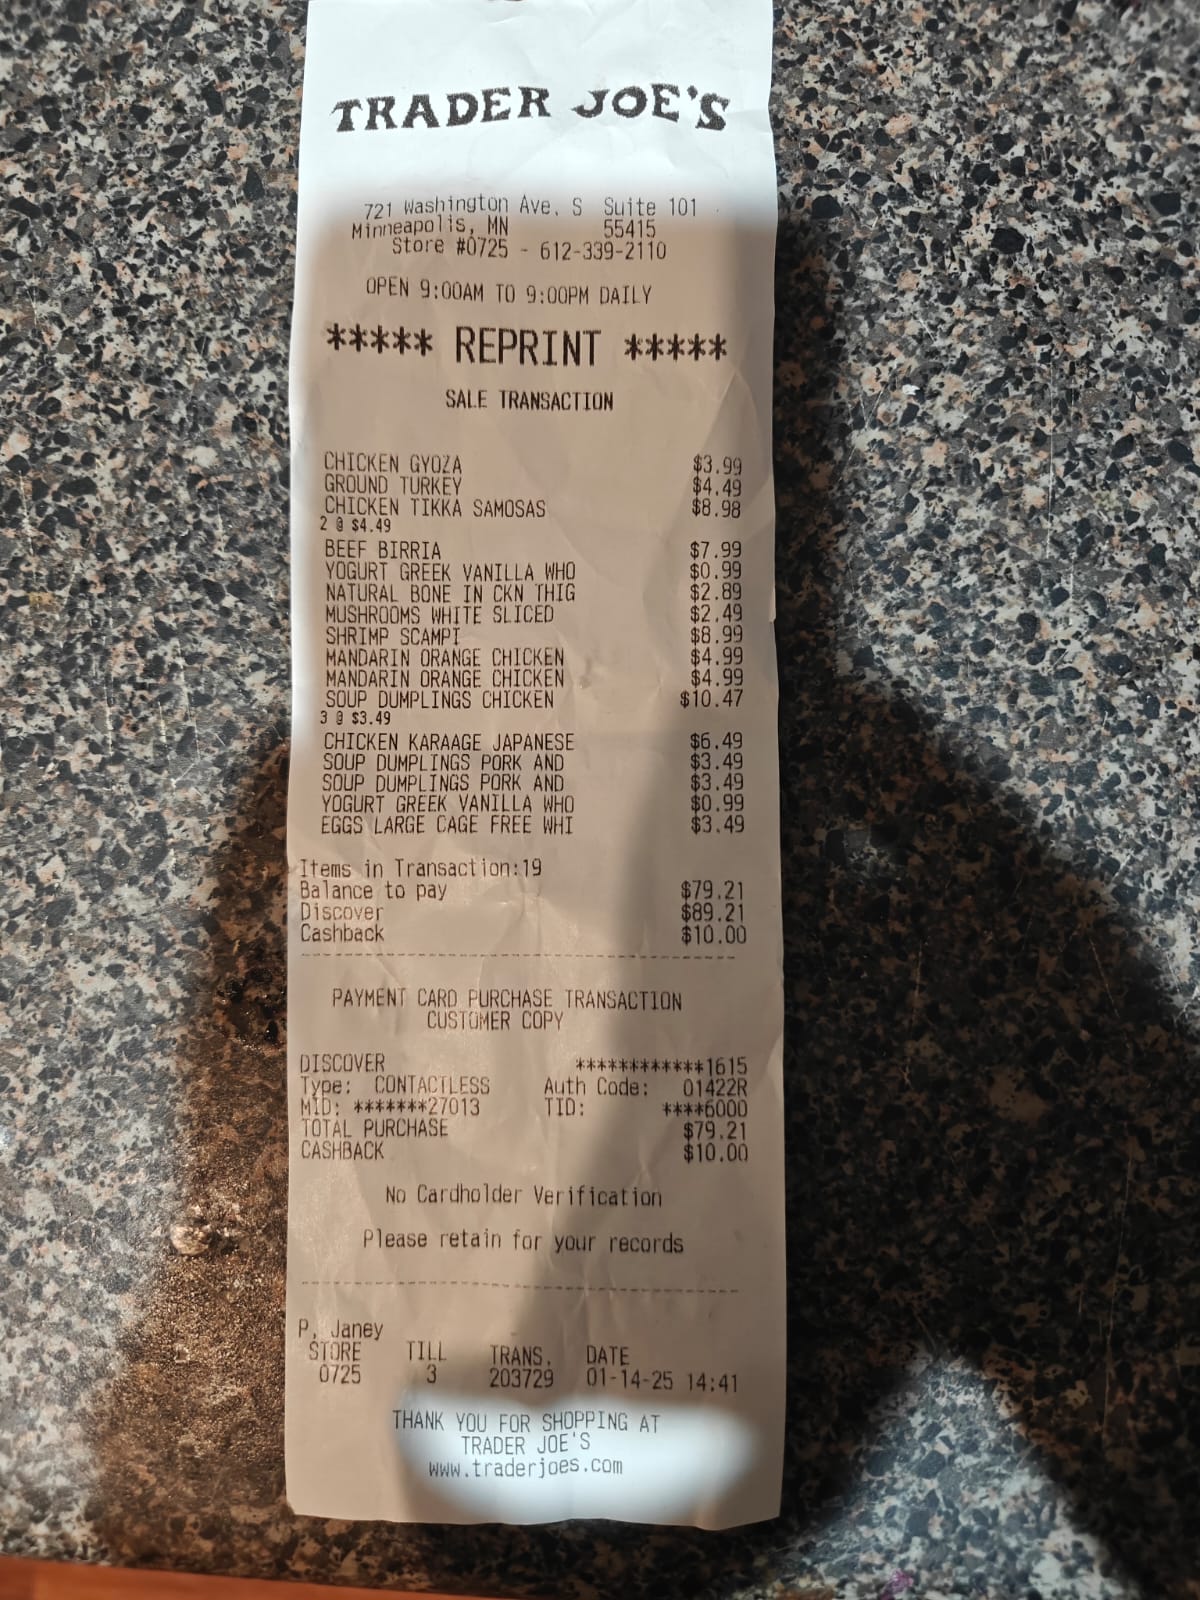 TRADER JOE'S
721 Washington Ave. S Suite 101
Minneapolis, MN 55415
Store #0725 - 612-339-2110
OPEN 9:00AM TO 9:00PM DAILY
***** REPRINT *****
SALE TRANSACTION
CHICKEN GYOZA $3.99
GROUND TURKEY $4.49
CHICKEN TIKKA SAMOSAS $8.98
2 @ $4.49
BEEF BIRRIA $7.99
YOGURT GREEK VANILLA WHO $0.99
NATURAL BONE IN CKN THIG $2.89
MUSHROOMS WHITE SLICED $2.49
SHRIMP SCAMPI $8.99
MANDARIN ORANGE CHICKEN $4.99
MANDARIN ORANGE CHICKEN $4.99
SOUP DUMPLINGS CHICKEN $10.47
3 @ $3.49
CHICKEN KARAAGE JAPANESE $6.49
SOUP DUMPLINGS PORK AND $3.49
SOUP DUMPLINGS PORK AND $3.49
YOGURT GREEK VANILLA WHO $0.99
EGGS LARGE CAGE FREE WHI $3.49
Items in Transaction:19
Balance to pay $79.21
Discover $89.21
Cashback $10.00
PAYMENT CARD PURCHASE TRANSACTION
CUSTOMER COPY
DISCOVER ************1615
Type: CONTACTLESS Auth Code: 01422R
MID: *******27013 TID: ****6000
TOTAL PURCHASE $79.21
CASHBACK $10.00
No Cardholder Verification
Please retain for your records
P, Janey
STORE TILL TRANS. DATE
0725 3 203729 01-14-25 14:41
THANK YOU FOR SHOPPING AT
TRADER JOE'S
www.traderjoes.com